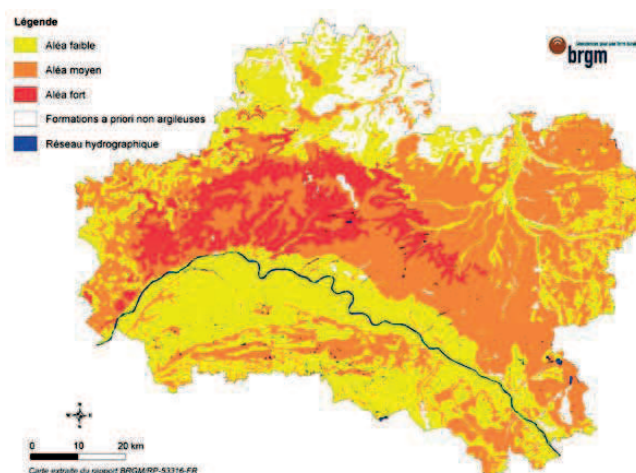 Légende
Aléa faible
Aléa moyen
Aléa fort
Formations a priori non argileuses
Réseau hydrographique
brgm
0 10 20 km
Carte extraite du rapport BRGM/RP-53316-FR